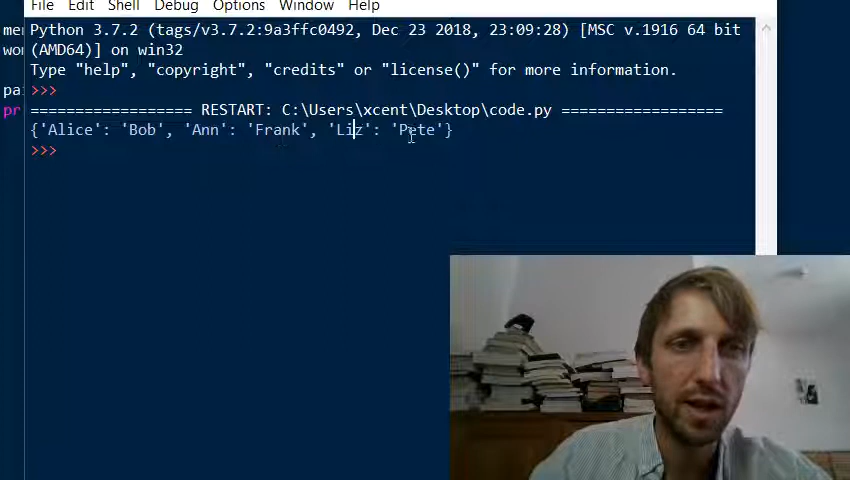 File Edit Shell Debug Options Window Help
Python 3.7.2 (tags/v3.7.2:9a3ffc0492, Dec 23 2018, 23:09:28) [MSC v.1916 64 bit
(AMD64)] on win32
Type "help", "copyright", "credits" or "license()" for more information.
>>>
================== RESTART: C:\Users\xcent\Desktop\code.py ==================
{'Alice': 'Bob', 'Ann': 'Frank', 'Liz': 'Pete'}
>>>